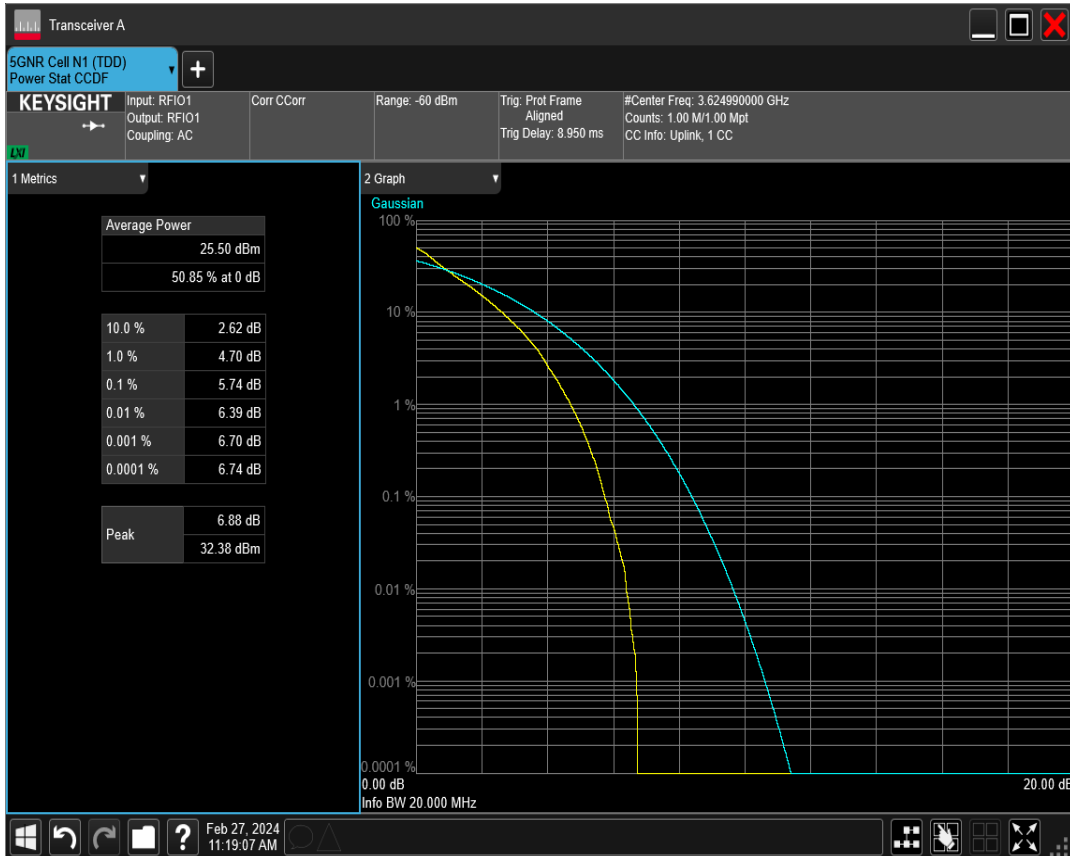 Transceiver A
5GNR Cell N1 (TDD)
Power Stat CCDF
+
KEYSIGHT
LXI
Input: RFIO1
Output: RFIO1
Coupling: AC
Corr CCorr
Range: -60 dBm
Trig: Prot Frame
Aligned
Trig Delay: 8.950 ms
#Center Freq: 3.624990000 GHz
Counts: 1.00 M/1.00 Mpt
CC Info: Uplink, 1 CC
1 Metrics
Average Power
25.50 dBm
50.85 % at 0 dB
10.0 % 2.62 dB
1.0 % 4.70 dB
0.1 % 5.74 dB
0.01 % 6.39 dB
0.001 % 6.70 dB
0.0001 % 6.74 dB
Peak
6.88 dB
32.38 dBm
2 Graph
Gaussian
100 %
10 %
1 %
0.1 %
0.01 %
0.001 %
0.0001 %
0.00 dB 20.00 dB
Info BW 20.000 MHz
?
Feb 27, 2024
11:19:07 AM